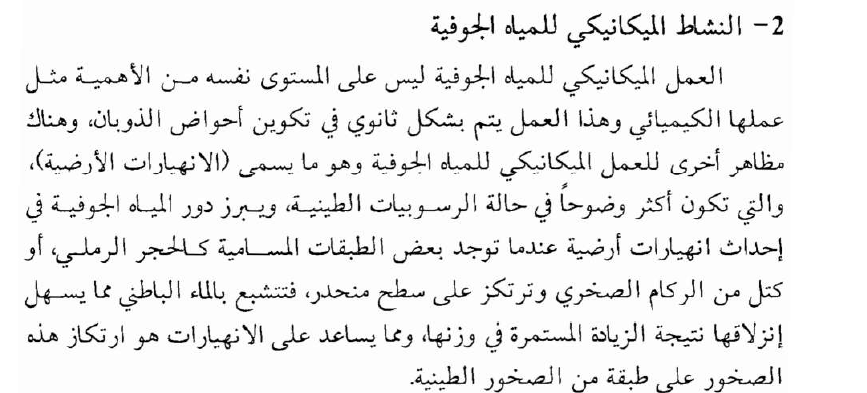 2- النشاط الميكانيكي للمياه الجوفية
العمل الميكانيكي للمياه الجوفية ليس على المستوى نفسه من الأهمية مثل
عملها الكيميائي وهذا العمل يتم بشكل ثانوي في تكوين أحواض الذوبان، وهناك
مظاهر أخرى للعمل الميكانيكي للمياه الجوفية وهو ما يسمى (الانهيارات الأرضية)،
والتي تكون أكثر وضوحاً في حالة الرسوبيات الطينية، ويبرز دور المياه الجوفية في
إحداث انهيارات أرضية عندما توجد بعض الطبقات المسامية كالحجر الرملي، أو
كتل من الركام الصخري وترتكز على سطح منحدر، فتتشبع بالماء الباطني مما يسهل
إنزلاقها نتيجة الزيادة المستمرة في وزنها، ومما يساعد على الانهيارات هو ارتكاز هذه
الصخور على طبقة من الصخور الطينية.